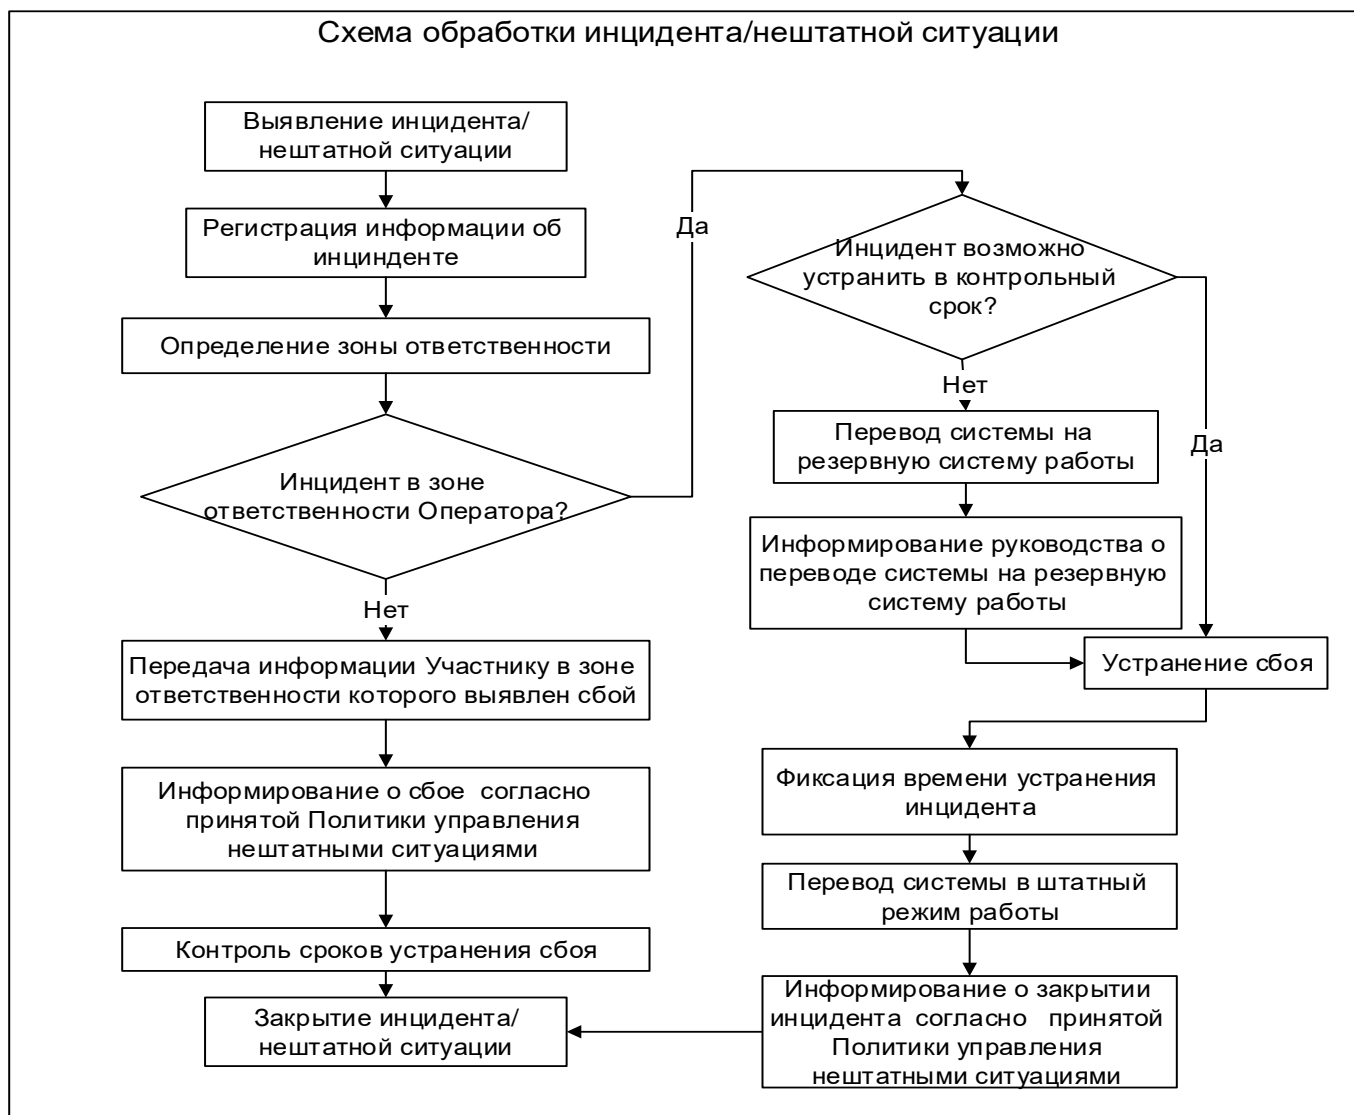 Схема обработки инцидента/нештатной ситуации
Выявление инцидента/
нештатной ситуации
Регистрация информации об
инцинденте
Определение зоны ответственности
Инцидент в зоне
ответственности Оператора?
Нет
Передача информации Участнику в зоне
ответственности которого выявлен сбой
Информирование о сбое согласно
принятой Политики управления
нештатными ситуациями
Контроль сроков устранения сбоя
Закрытие инцидента/
нештатной ситуации
Да
Инцидент возможно
устранить в контрольный
срок?
Нет
Да
Перевод системы на
резервную систему работы
Информирование руководства о
переводе системы на резервную
систему работы
Устранение сбоя
Фиксация времени устранения
инцидента
Перевод системы в штатный
режим работы
Информирование о закрытии
инцидента согласно принятой
Политики управления
нештатными ситуациями